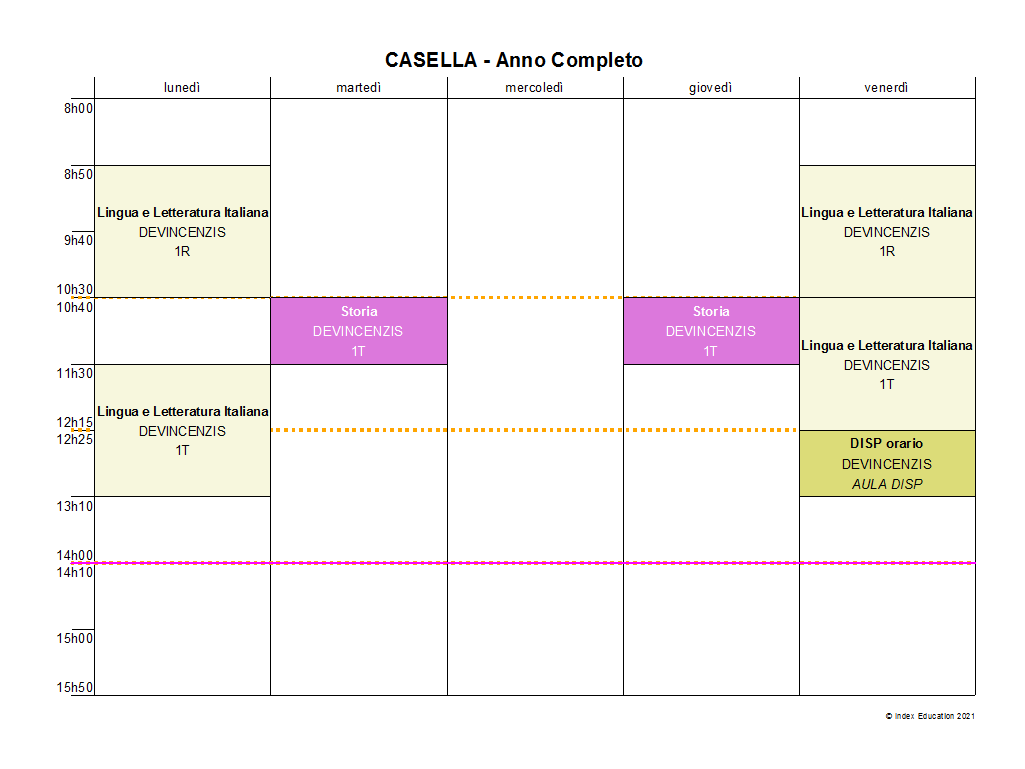 CASELLA - Anno Completo
lunedì martedì mercoledì giovedì venerdì
8h00
8h50
9h40
10h30
10h40
11h30
12h15
12h25
13h10
14h00
14h10
15h00
15h50
Lingua e Letteratura Italiana
DEVINCENZIS
1R
Lingua e Letteratura Italiana
DEVINCENZIS
1T
Storia
DEVINCENZIS
1T
Storia
DEVINCENZIS
1T
Lingua e Letteratura Italiana
DEVINCENZIS
1R
Lingua e Letteratura Italiana
DEVINCENZIS
1T
DISP orario
DEVINCENZIS
AULA DISP
© Index Education 2021